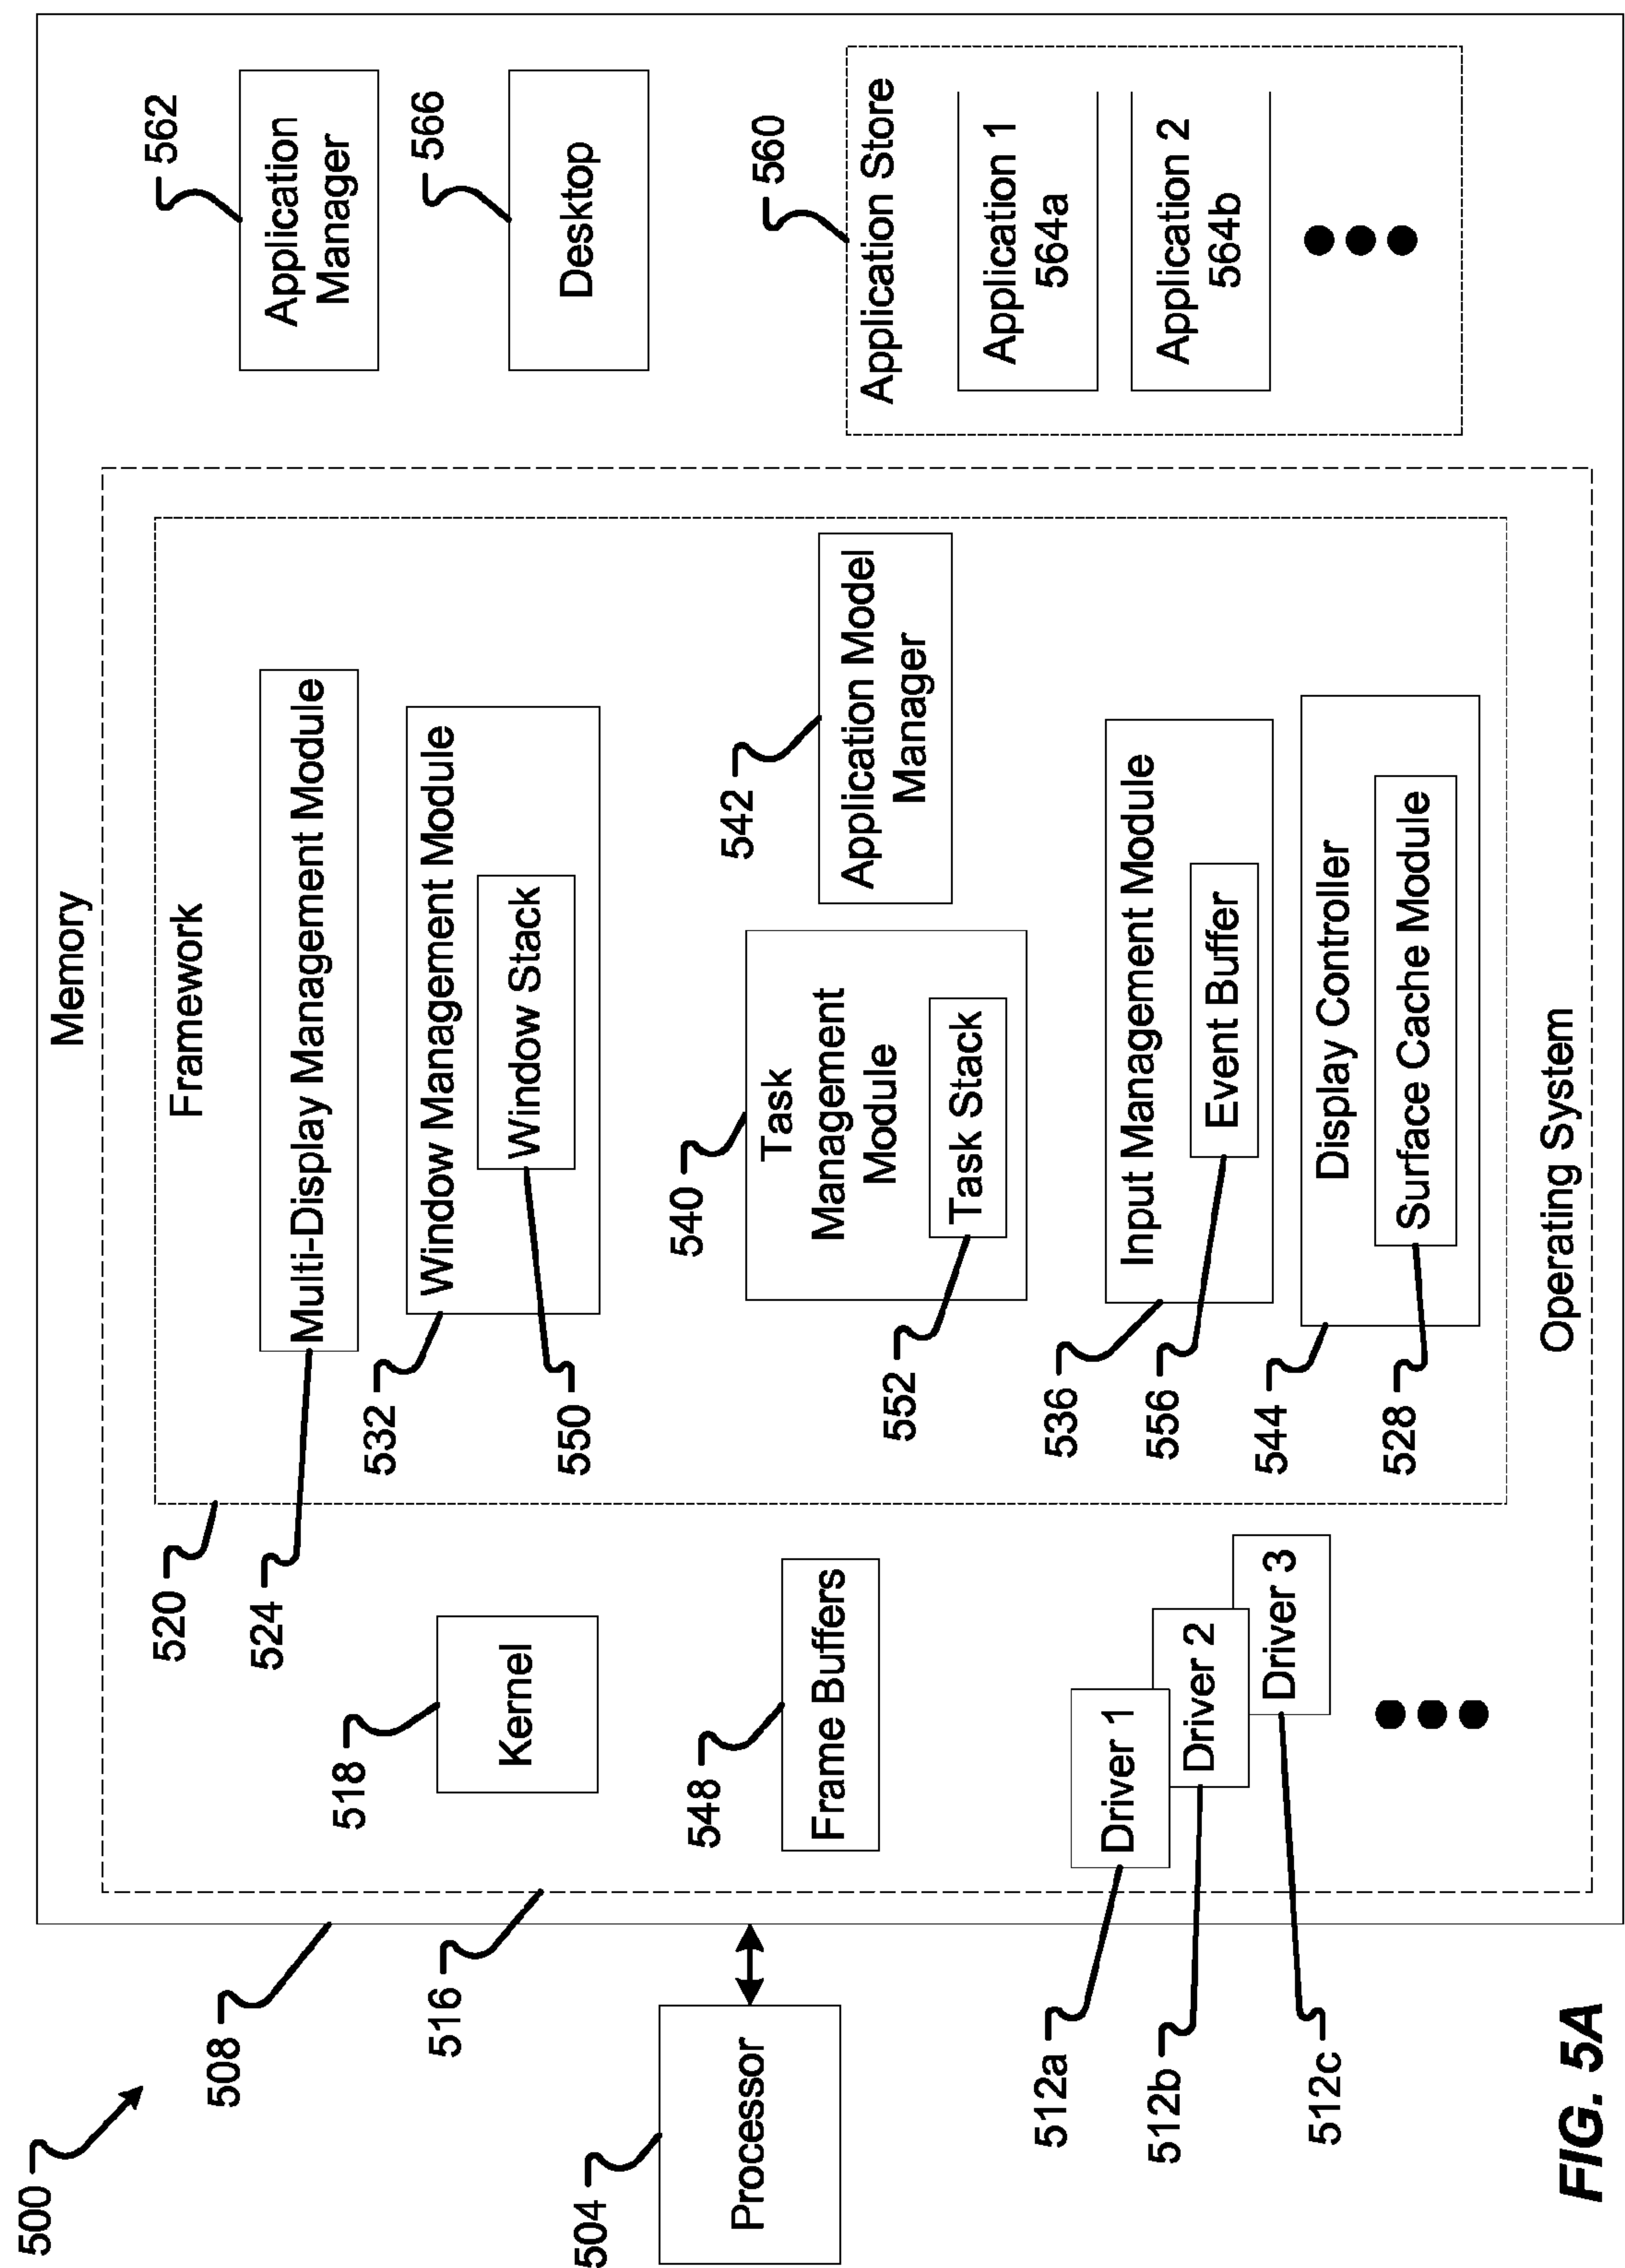 500
508
Memory
516
520
Framework
562
Application
Manager
524
Multi-Display Management Module
518
Kernel
532
Window Management Module
550
Window Stack
566
Desktop
504
Processor
548
Frame Buffers
540
Task
Management
Module
552
Task Stack
542
Application Model
Manager
560
Application Store
Application 1
564a
Application 2
564b
512a
Driver 1
512b
Driver 2
512c
Driver 3
536
Input Management Module
556
Event Buffer
544
Display Controller
528
Surface Cache Module
Operating System
FIG. 5A